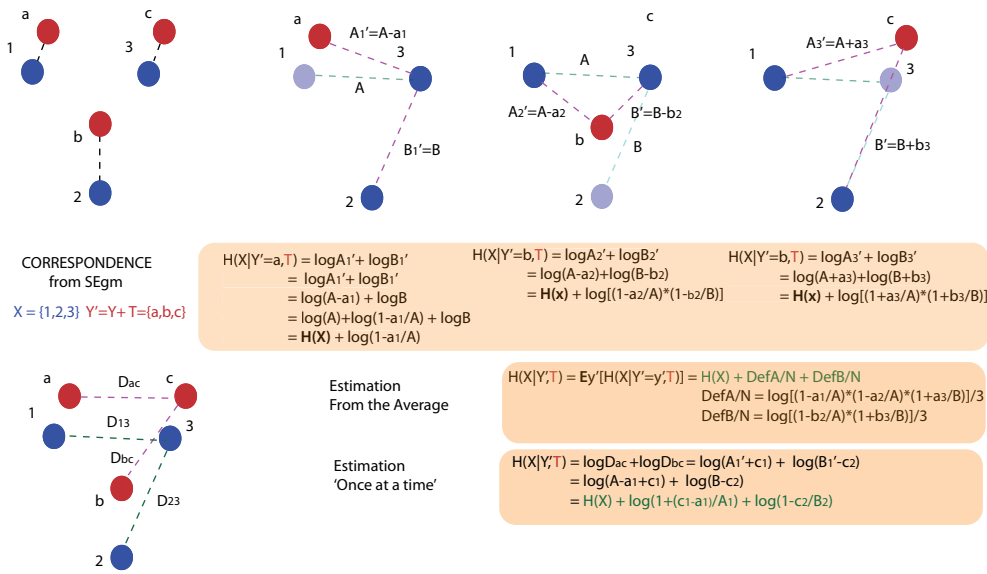 a
c
1
3
b
2
a
A1'=A-a1
1
3
A
B1'=B
2
c
1
3
A
A2'=A-a2
B'=B-b2
b
B
2
c
A3'=A+a3
1
3
B'=B+b3
2
CORRESPONDENCE
from SEgm
X = {1,2,3} Y'=Y+ T={a,b,c}
H(X|Y'=a,T) = logA1' + logB1'
= logA1' + logB1'
= log(A-a1) + logB
= log(A)+log(1-a1/A) + logB
= H(X) + log(1-a1/A)
H(X|Y'=b,T) = logA2' + logB2'
= log(A-a2)+log(B-b2)
= H(x) + log[(1-a2/A)*(1-b2/B)]
H(X|Y'=b,T) = logA3' + logB3'
= log(A+a3)+log(B+b3)
= H(x) + log[(1+a3/A)*(1+b3/B)]
a
Dac
c
1
D13
3
Dbc
b
D23
2
Estimation
From the Average
H(X|Y',T) = Ey'[H(X|Y'=y',T)] = H(X) + DefA/N + DefB/N
DefA/N = log[(1-a1/A)*(1-a2/A)*(1+a3/B)]/3
DefB/N = log[(1-b2/A)*(1+b3/B)]/3
Estimation
'Once at a time'
H(X|Y',T) = logDac +logDbc = log(A1'+c1) + log(B1'-c2)
= log(A-a1+c1) + log(B-c2)
= H(X) + log(1+(c1-a1)/A1) + log(1-c2/B2)